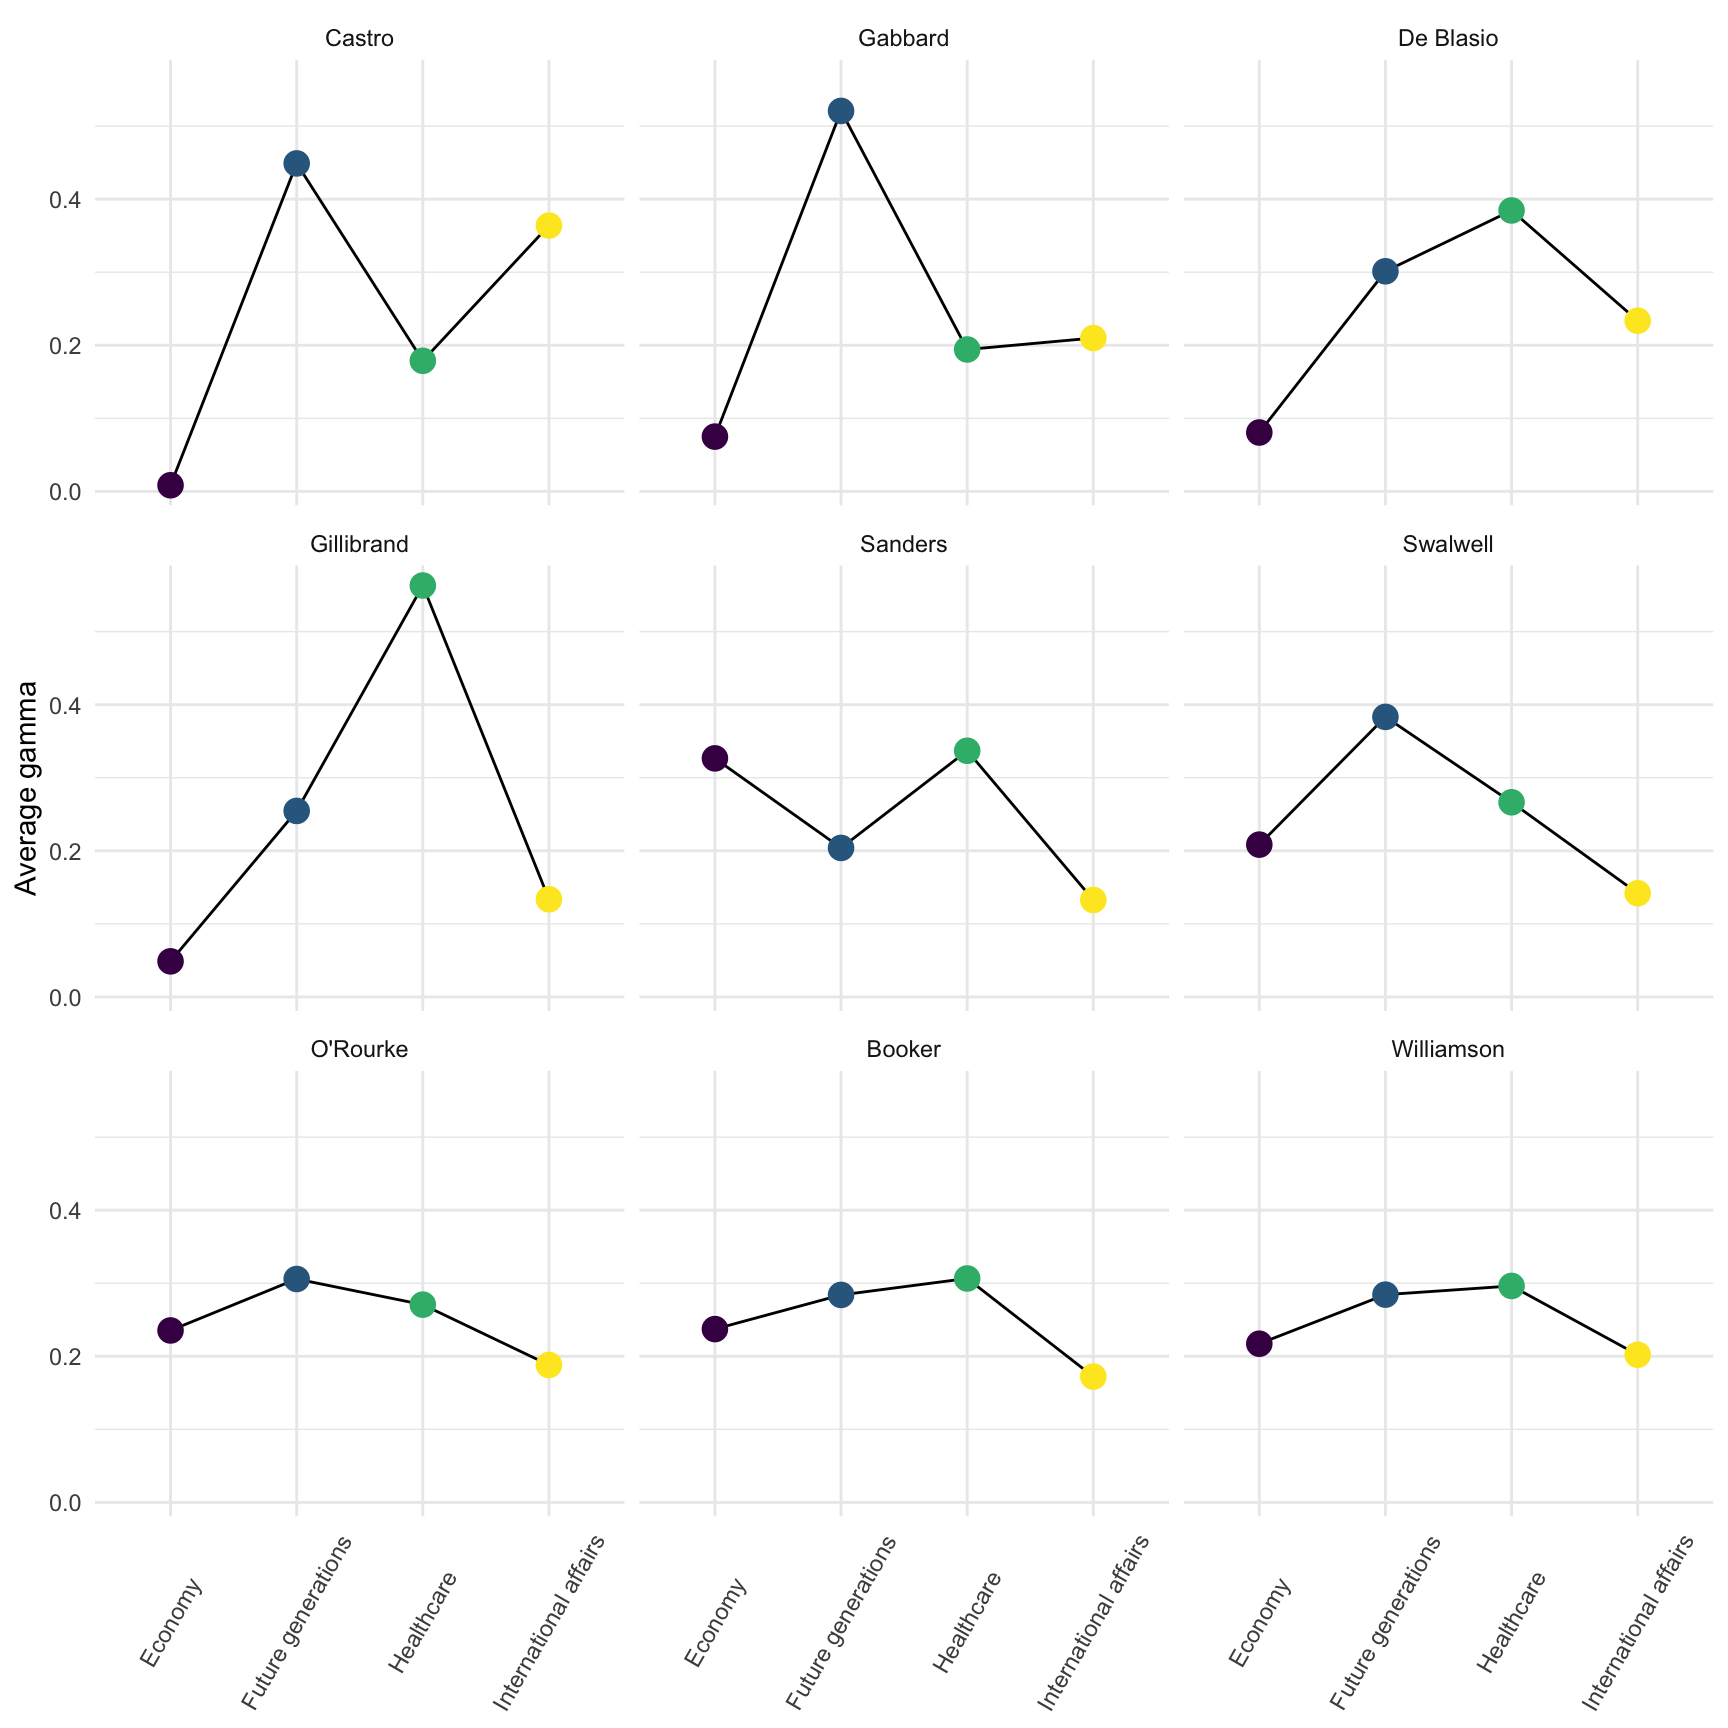 Castro
Gabbard
De Blasio
0.4
0.2
0.0
Gillibrand
Sanders
Swalwell
Average gamma
0.4
0.2
0.0
O'Rourke
Booker
Williamson
0.4
0.2
0.0
Economy
Future generations
Healthcare
International affairs
Economy
Future generations
Healthcare
International affairs
Economy
Future generations
Healthcare
International affairs